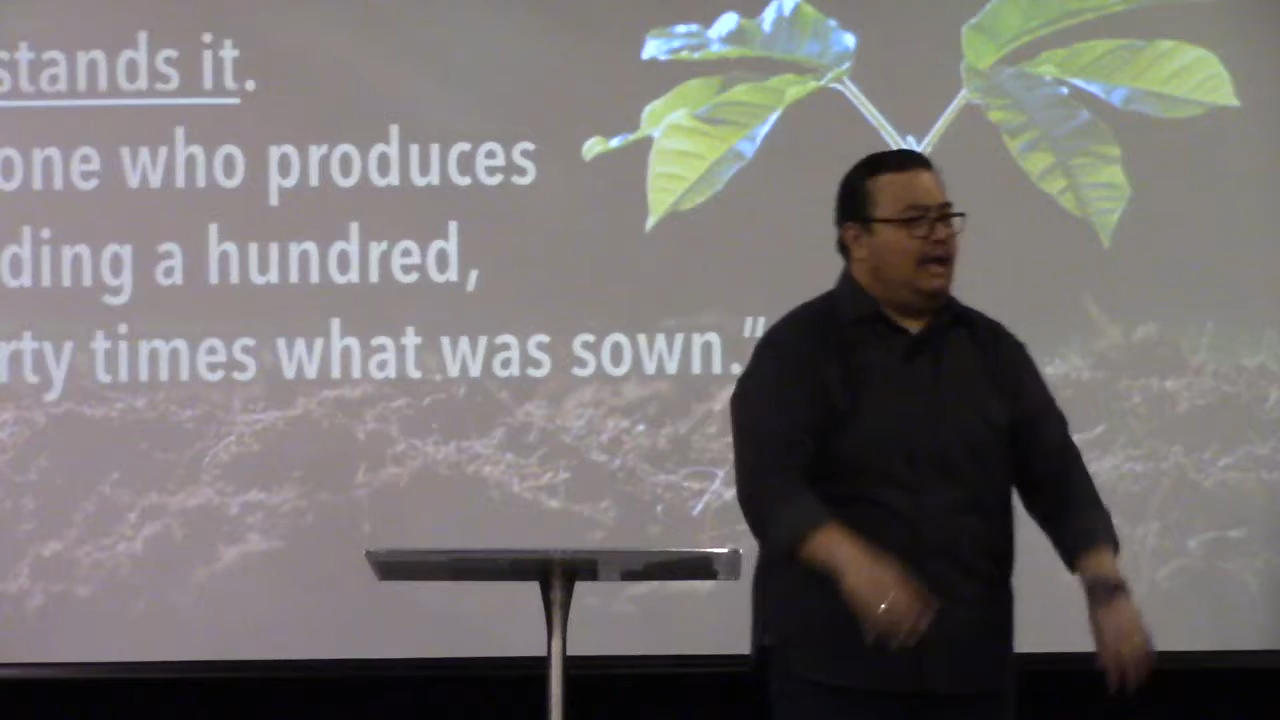 stands it.
one who produces
ding a hundred,
rty times what was sown.”